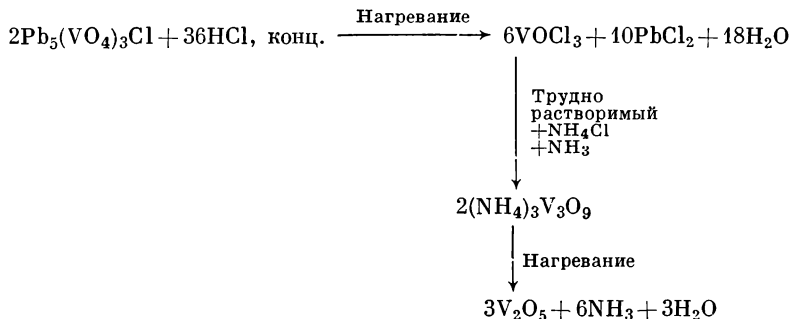 2Pb₅(VO₄)₃Cl + 36HCl, конц. Нагревание 6VOCl₃ + 10PbCl₂ + 18H₂O
Трудно
растворимый
+NH₄Cl
+NH₃
2(NH₄)₃V₃O₉
Нагревание
3V₂O₅ + 6NH₃ + 3H₂O